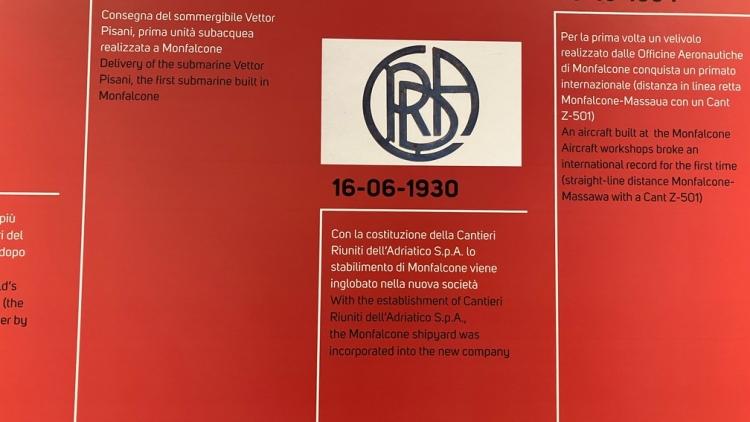 più
ri del
dopo
d's
(the
er by
Consegna del sommergibile Vettor
Pisani, prima unità subacquea
realizzata a Monfalcone
Delivery of the submarine Vettor
Pisani, the first submarine built in
Monfalcone
16-06-1930
Con la costituzione della Cantieri
Riuniti dell'Adriatico S.p.A. lo
stabilimento di Monfalcone viene
inglobato nella nuova società
With the establishment of Cantieri
Riuniti dell'Adriatico S.p.A.,
the Monfalcone shipyard was
incorporated into the new company
Per la prima volta un velivolo
realizzato dalle Officine Aeronautiche
di Monfalcone conquista un primato
internazionale (distanza in linea retta
Monfalcone-Massaua con un Cant
Z-501)
An aircraft built at the Monfalcone
Aircraft workshops broke an
international record for the first time
(straight-line distance Monfalcone-
Massawa with a Cant Z-501)